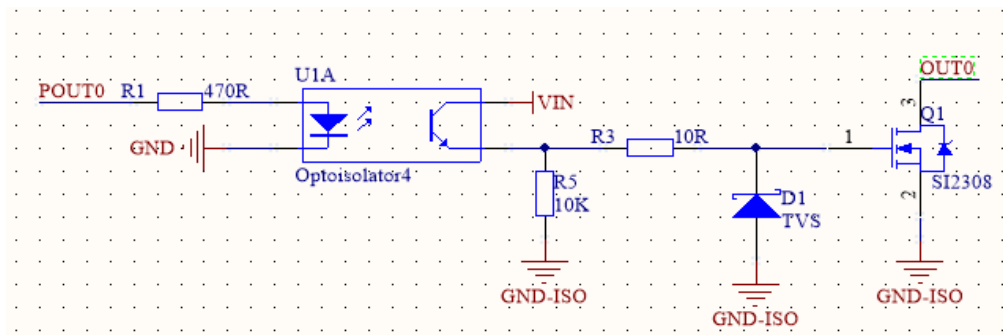 U1A
OUT0
POUT0 R1 470R
VIN
3
Q1
GND
R3 10R
1
Optoisolator4
R5
10K
SI2308
D1
TVS
2
GND-ISO
GND-ISO
GND-ISO